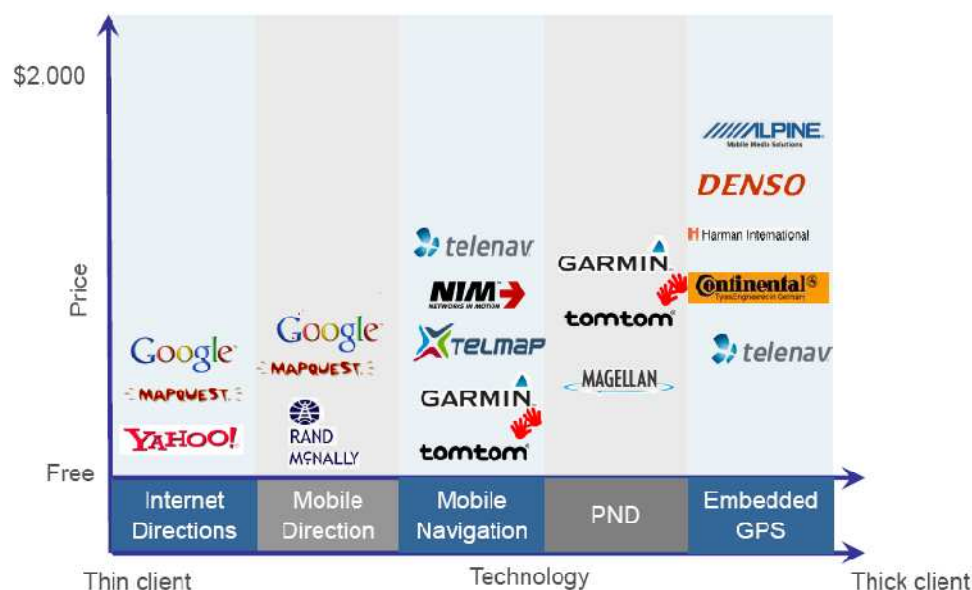 $2.000
Price
Free
Google
MAPQUEST
YAHOO!
Google
MAPQUEST
RAND
McNALLY
telenav
NIM
NETWORKS IN MOTION
TELMAP
GARMIN
tomtom
GARMIN
tomtom
MAGELLAN
ALPINE
Mobile Media Solutions
DENSO
Harman International
Continental
telenav
Internet
Directions
Mobile
Direction
Mobile
Navigation
PND
Embedded
GPS
Thin client
Technology
Thick client